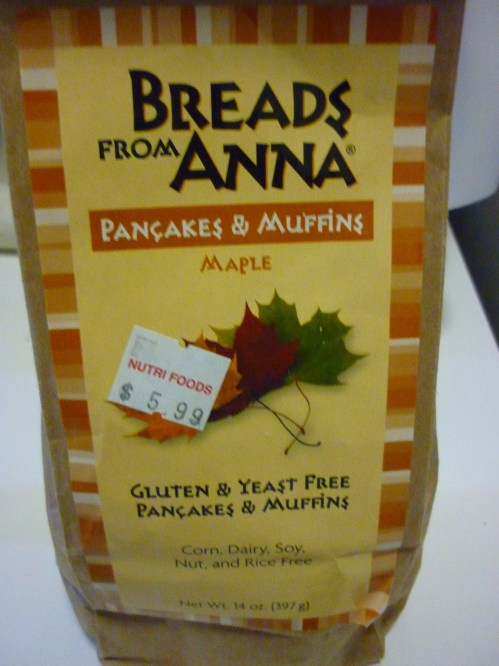 BREADS
FROM ANNA®
PANCAKES & MUFFINS
MAPLE
NUTRI FOODS
$ 5.99
GLUTEN & YEAST FREE
PANCAKES & MUFFINS
Corn, Dairy, Soy,
Nut, and Rice Free
Net Wt. 14 oz. (397 g)